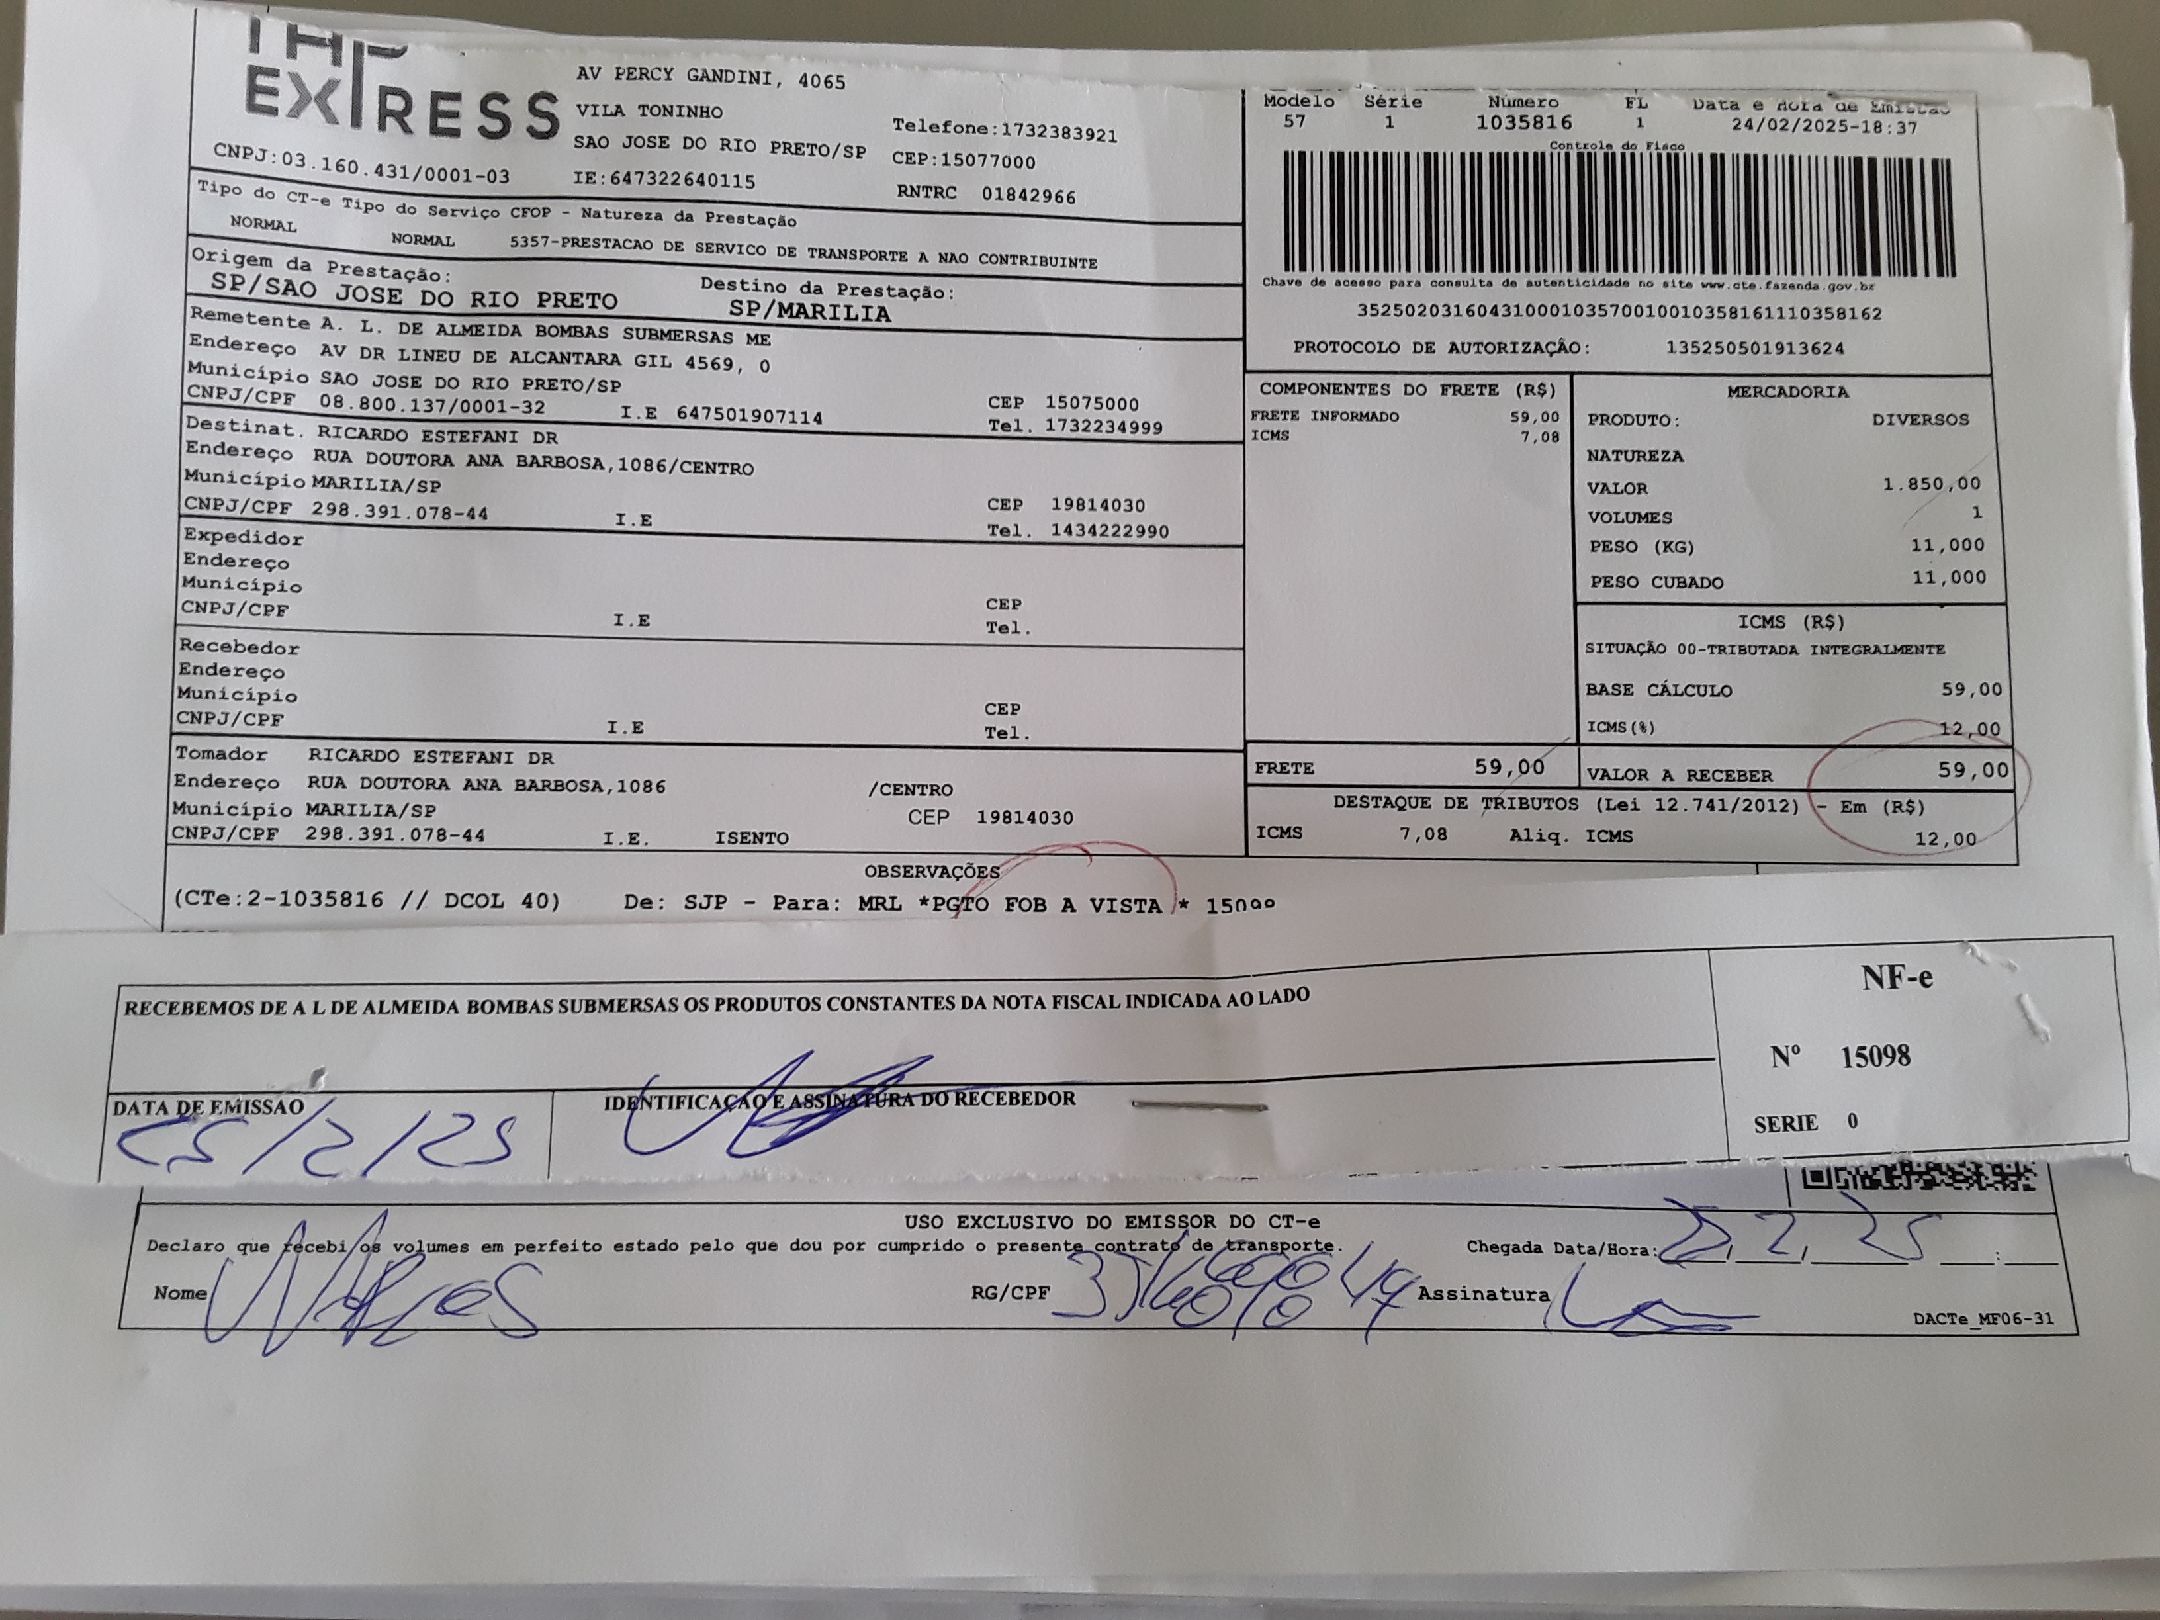 EXPRESS
AV PERCY GANDINI, 4065
VILA TONINHO
SAO JOSE DO RIO PRETO/SP
Telefone:1732383921
CEP:15077000
CNPJ:03.160.431/0001-03 IE:647322640115 RNTRC 01842966
Tipo do CT-e Tipo do Serviço CFOP - Natureza da Prestação
NORMAL NORMAL 5357-PRESTACAO DE SERVICO DE TRANSPORTE A NAO CONTRIBUINTE
Origem da Prestação: Destino da Prestação:
SP/SAO JOSE DO RIO PRETO SP/MARILIA
Remetente A. L. DE ALMEIDA BOMBAS SUBMERSAS ME
Endereço AV DR LINEU DE ALCANTARA GIL 4569, 0
Município SAO JOSE DO RIO PRETO/SP CEP 15075000
CNPJ/CPF 08.800.137/0001-32 I.E 647501907114 Tel. 1732234999
Destinat. RICARDO ESTEFANI DR
Endereço RUA DOUTORA ANA BARBOSA,1086/CENTRO
Município MARILIA/SP CEP 19814030
CNPJ/CPF 298.391.078-44 I.E Tel. 1434222990
Expedidor
Endereço
Município CEP
CNPJ/CPF I.E Tel.
Recebedor
Endereço
Município CEP
CNPJ/CPF I.E Tel.
Tomador RICARDO ESTEFANI DR
Endereço RUA DOUTORA ANA BARBOSA,1086 /CENTRO
Município MARILIA/SP CEP 19814030
CNPJ/CPF 298.391.078-44 I.E. ISENTO
Modelo Série Número FL Data e Hora de Emissão
57 1 1035816 1 24/02/2025-18:37
Controle do Fisco
Chave de acesso para consulta de autenticidade no site www.cte.fazenda.gov.br
35250203160431000103570010010358161110358162
PROTOCOLO DE AUTORIZAÇÃO: 135250501913624
COMPONENTES DO FRETE (R$)
FRETE INFORMADO 59,00
ICMS 7,08
MERCADORIA
PRODUTO: DIVERSOS
NATUREZA
VALOR 1.850,00
VOLUMES 1
PESO (KG) 11,000
PESO CUBADO 11,000
ICMS (R$)
SITUAÇÃO 00-TRIBUTADA INTEGRALMENTE
BASE CÁLCULO 59,00
ICMS(%) 12,00
FRETE 59,00 VALOR A RECEBER 59,00
DESTAQUE DE TRIBUTOS (Lei 12.741/2012) - Em (R$)
ICMS 7,08 Aliq. ICMS 12,00
OBSERVAÇÕES
(CTe:2-1035816 // DCOL 40) De: SJP - Para: MRL *PGTO FOB A VISTA *
RECEBEMOS DE A L DE ALMEIDA BOMBAS SUBMERSAS OS PRODUTOS CONSTANTES DA NOTA FISCAL INDICADA AO LADO
NF-e
Nº 15098
SERIE 0
DATA DE EMISSAO IDENTIFICAÇAO E ASSINATURA DO RECEBEDOR
25/2/25
USO EXCLUSIVO DO EMISSOR DO CT-e
Declaro que recebi os volumes em perfeito estado pelo que dou por cumprido o presente contrato de transporte. Chegada Data/Hora:
Nome RG/CPF Assinatura
DACTe_MF06-31